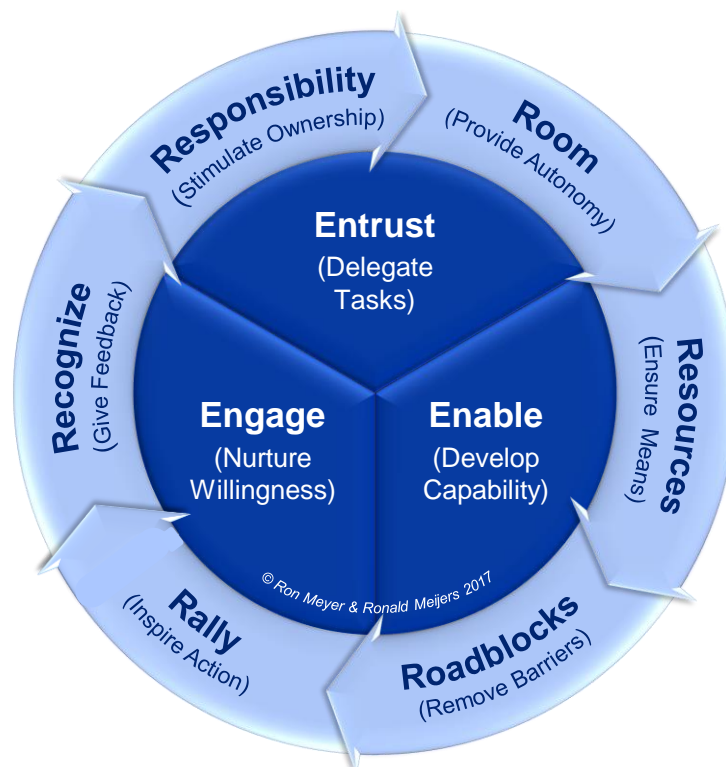 Responsibility
(Stimulate Ownership)
Room
(Provide Autonomy)
Resources
(Ensure Means)
Roadblocks
(Remove Barriers)
Rally
(Inspire Action)
Recognize
(Give Feedback)
Entrust
(Delegate
Tasks)
Engage
(Nurture
Willingness)
Enable
(Develop
Capability)
© Ron Meyer & Ronald Meijers 2017